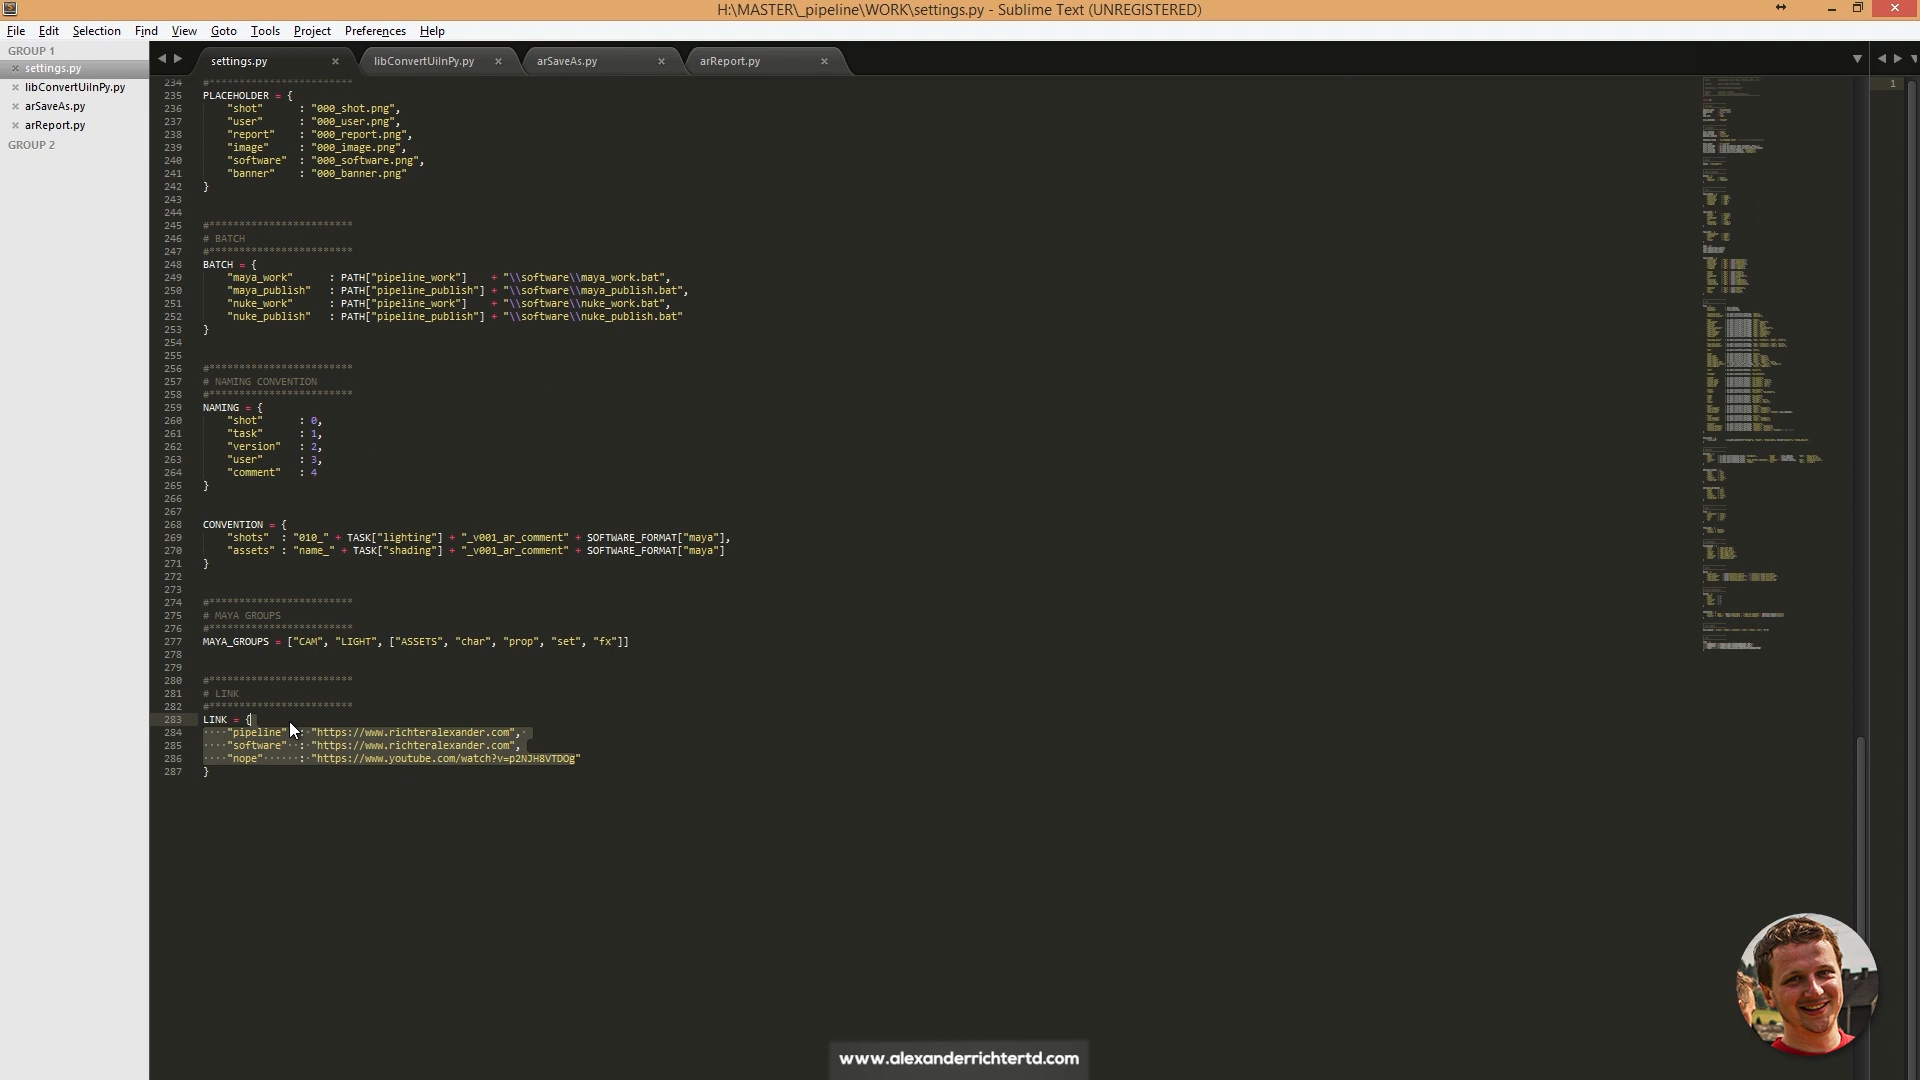 H:\MASTER\_pipeline\WORK\settings.py - Sublime Text (UNREGISTERED)
File Edit Selection Find View Goto Tools Project Preferences Help
GROUP 1
settings.py
libConvertUiInPy.py
arSaveAs.py
arReport.py
GROUP 2
settings.py libConvertUiInPy.py arSaveAs.py arReport.py
1
234 #************************
235 PLACEHOLDER = {
236 "shot" : "000_shot.png",
237 "user" : "000_user.png",
238 "report" : "000_report.png",
239 "image" : "000_image.png",
240 "software" : "000_software.png",
241 "banner" : "000_banner.png"
242 }
243
244
245 #************************
246 # BATCH
247 #************************
248 BATCH = {
249 "maya_work" : PATH["pipeline_work"] + "\\software\\maya_work.bat",
250 "maya_publish" : PATH["pipeline_publish"] + "\\software\\maya_publish.bat",
251 "nuke_work" : PATH["pipeline_work"] + "\\software\\nuke_work.bat",
252 "nuke_publish" : PATH["pipeline_publish"] + "\\software\\nuke_publish.bat"
253 }
254
255
256 #************************
257 # NAMING CONVENTION
258 #************************
259 NAMING = {
260 "shot" : 0,
261 "task" : 1,
262 "version" : 2,
263 "user" : 3,
264 "comment" : 4
265 }
266
267
268 CONVENTION = {
269 "shots" : "010_" + TASK["lighting"] + "_v001_ar_comment" + SOFTWARE_FORMAT["maya"],
270 "assets" : "name_" + TASK["shading"] + "_v001_ar_comment" + SOFTWARE_FORMAT["maya"]
271 }
272
273
274 #************************
275 # MAYA GROUPS
276 #************************
277 MAYA_GROUPS = ["CAM", "LIGHT", ["ASSETS", "char", "prop", "set", "fx"]]
278
279
280 #************************
281 # LINK
282 #************************
283 LINK = {
284 "pipeline" : "https://www.richteralexander.com",
285 "software" : "https://www.richteralexander.com",
286 "nope" : "https://www.youtube.com/watch?v=p2NJH8VTDOg"
287 }
www.alexanderrichtertd.com